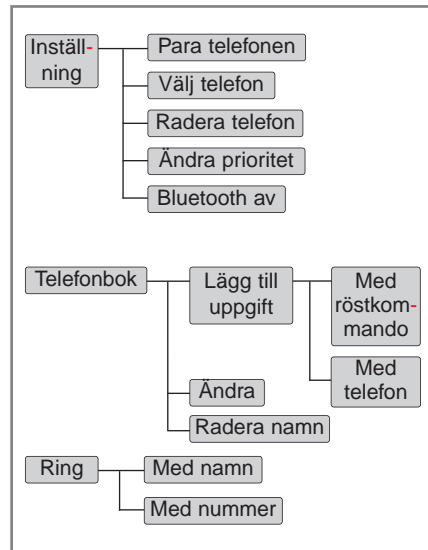 Inställ-
ning
Para telefonen
Välj telefon
Radera telefon
Ändra prioritet
Bluetooth av
Telefonbok
Lägg till
uppgift
Med
röstkom-
mando
Med
telefon
Ändra
Radera namn
Ring
Med namn
Med nummer